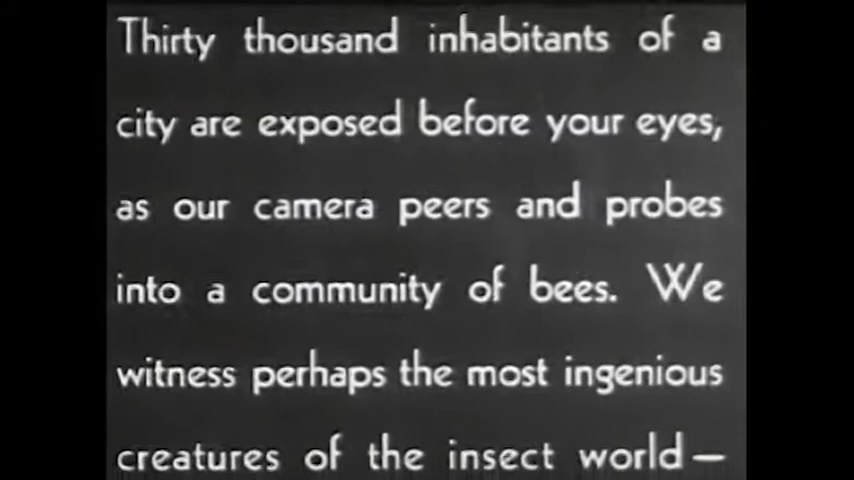 Thirty thousand inhabitants of a
city are exposed before your eyes,
as our camera peers and probes
into a community of bees. We
witness perhaps the most ingenious
creatures of the insect world—